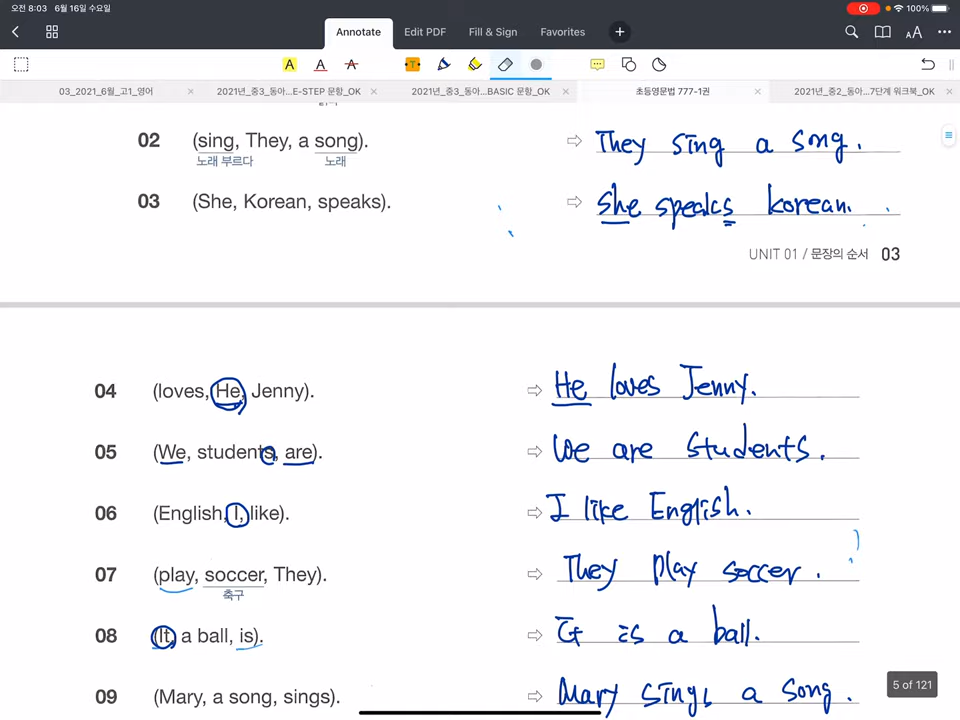 오전 8:03 6월 16일 수요일 100%
Annotate Edit PDF Fill & Sign Favorites
03_2021_6월_고1_영어 2021년_중3_동아...E-STEP 문항_OK 2021년_중3_동아...BASIC 문항_OK 초등영문법 777-1권 2021년_중2_동아...7단계 워크북_OK
02 (sing, They, a song). ⇨ They sing a song.
노래 부르다 노래
03 (She, Korean, speaks). ⇨ She speaks korean.
UNIT 01 / 문장의 순서 03
04 (loves, He, Jenny). ⇨ He loves Jenny.
05 (We, students, are). ⇨ We are students.
06 (English, I, like). ⇨ I like English.
07 (play, soccer, They). ⇨ They play soccer.
축구
08 (It, a ball, is). ⇨ It is a ball.
09 (Mary, a song, sings). ⇨ Mary sings a song.
5 of 121